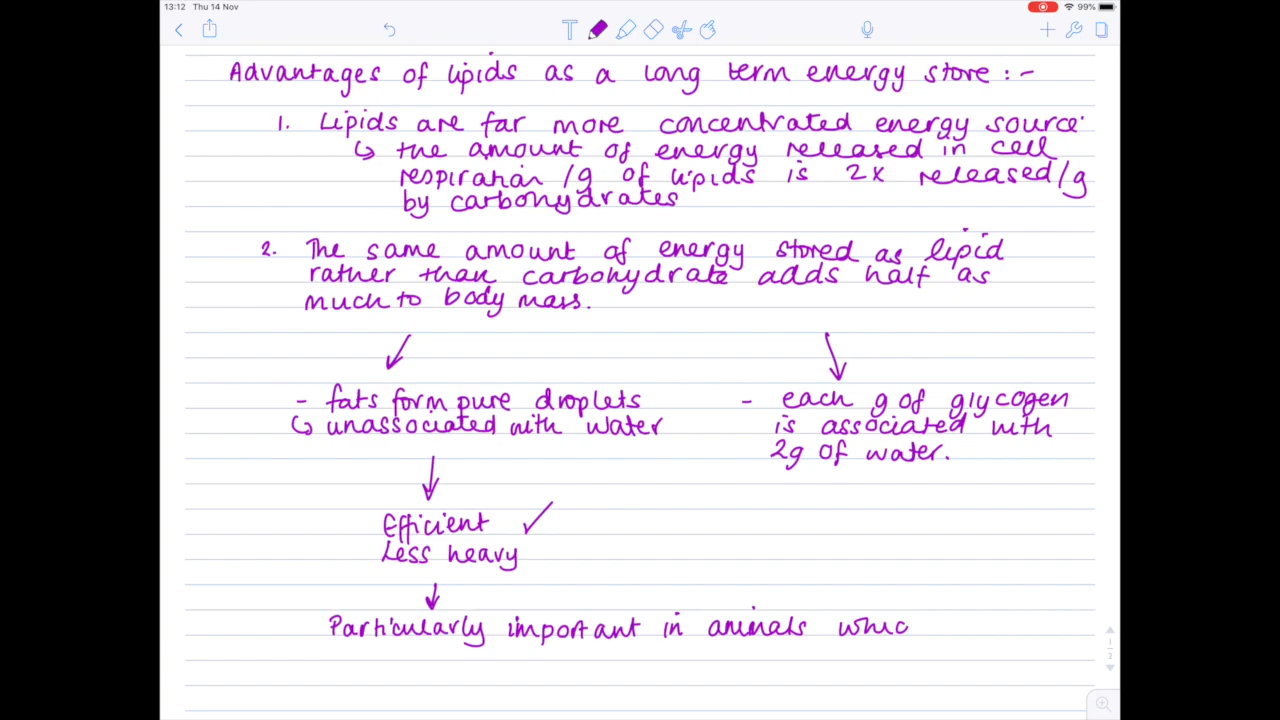 13:12 Thu 14 Nov
99%
T
Advantages of lipids as a long term energy store :-
1. Lipids are far more concentrated energy source.
↳ the amount of energy released in cell
respiration /g of lipids is 2x released/g
by carbohydrates
2. The same amount of energy stored as lipid
rather than carbohydrate adds half as
much to body mass.
- fats form pure droplets
↳ unassociated with water
- each g of glycogen
is associated with
2g of water.
Efficient ✓
Less heavy
Particularly important in animals whic
1
2